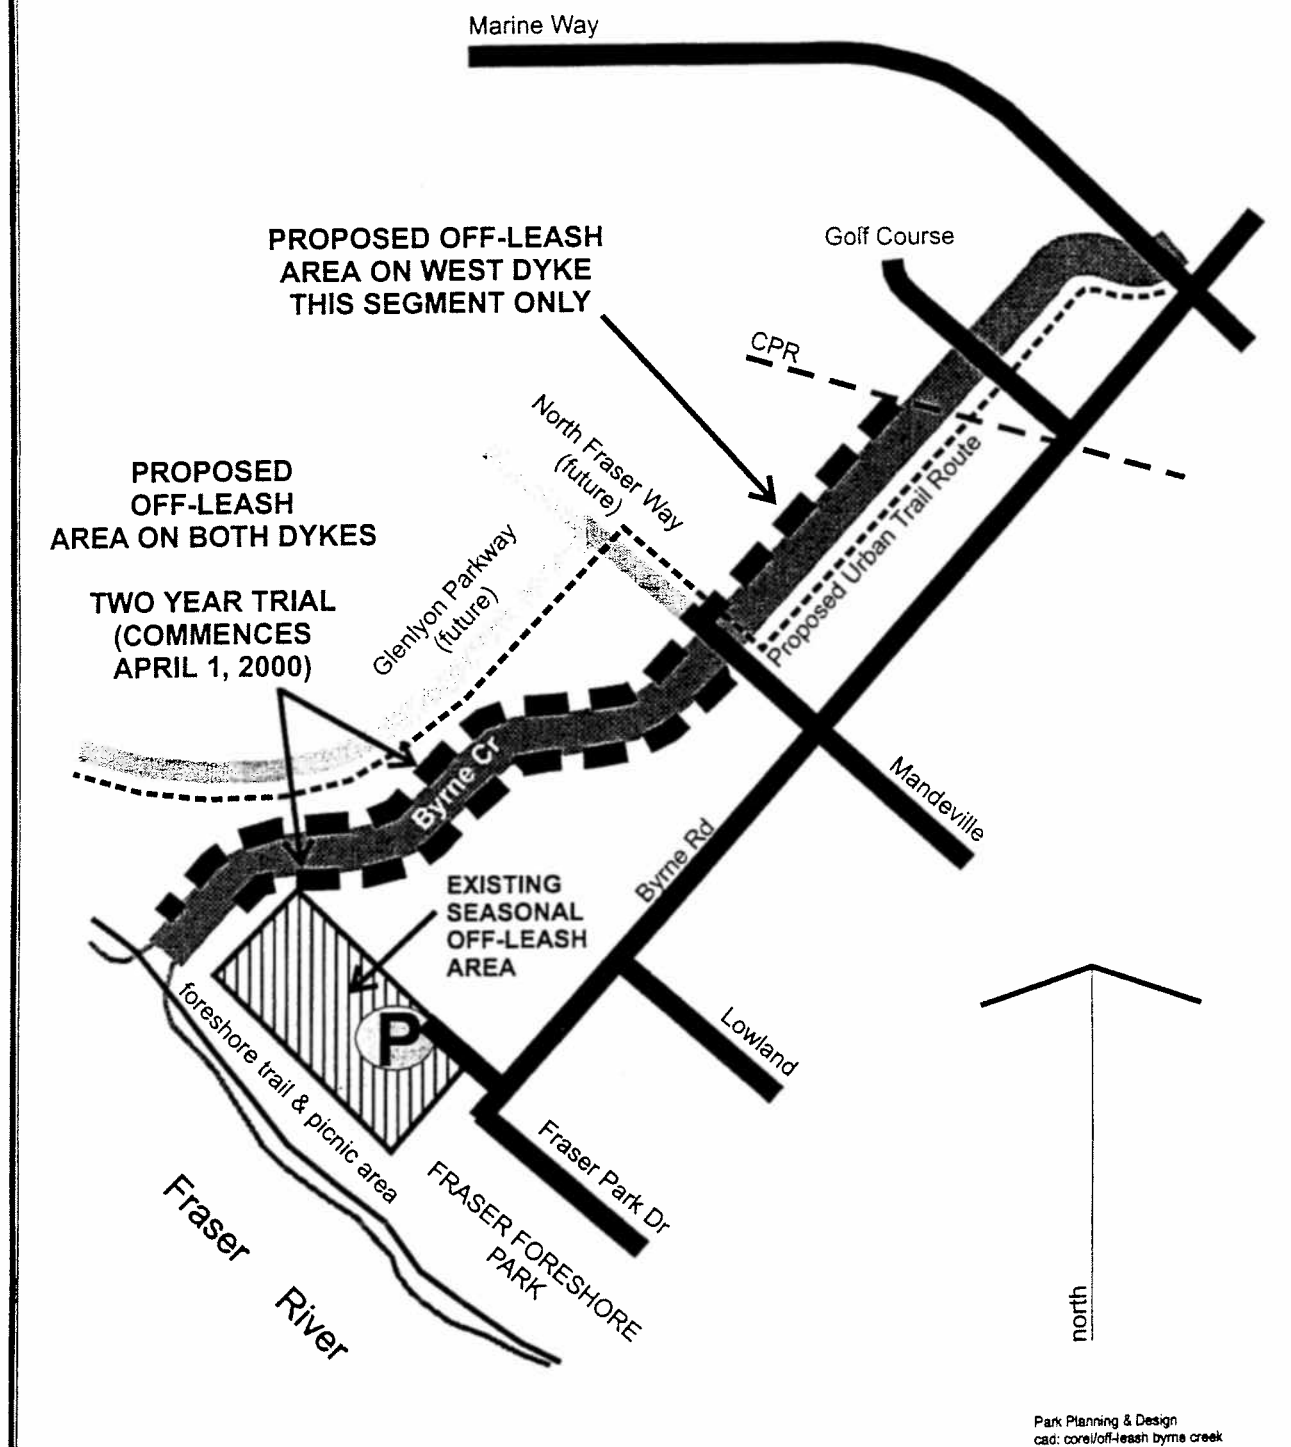 Marine Way
PROPOSED OFF-LEASH
AREA ON WEST DYKE
THIS SEGMENT ONLY
Golf Course
CPR
North Fraser Way
(future)
PROPOSED
OFF-LEASH
AREA ON BOTH DYKES
TWO YEAR TRIAL
(COMMENCES
APRIL 1, 2000)
Glenlyon Parkway
(future)
Proposed Urban Trail Route
Byrne Cr
Mandeville
Byrne Rd
EXISTING
SEASONAL
OFF-LEASH
AREA
P
Lowland
foreshore trail & picnic area
Fraser Park Dr
FRASER FORESHORE
PARK
Fraser River
north
Park Planning & Design
cad: corel/off-leash byrne creek